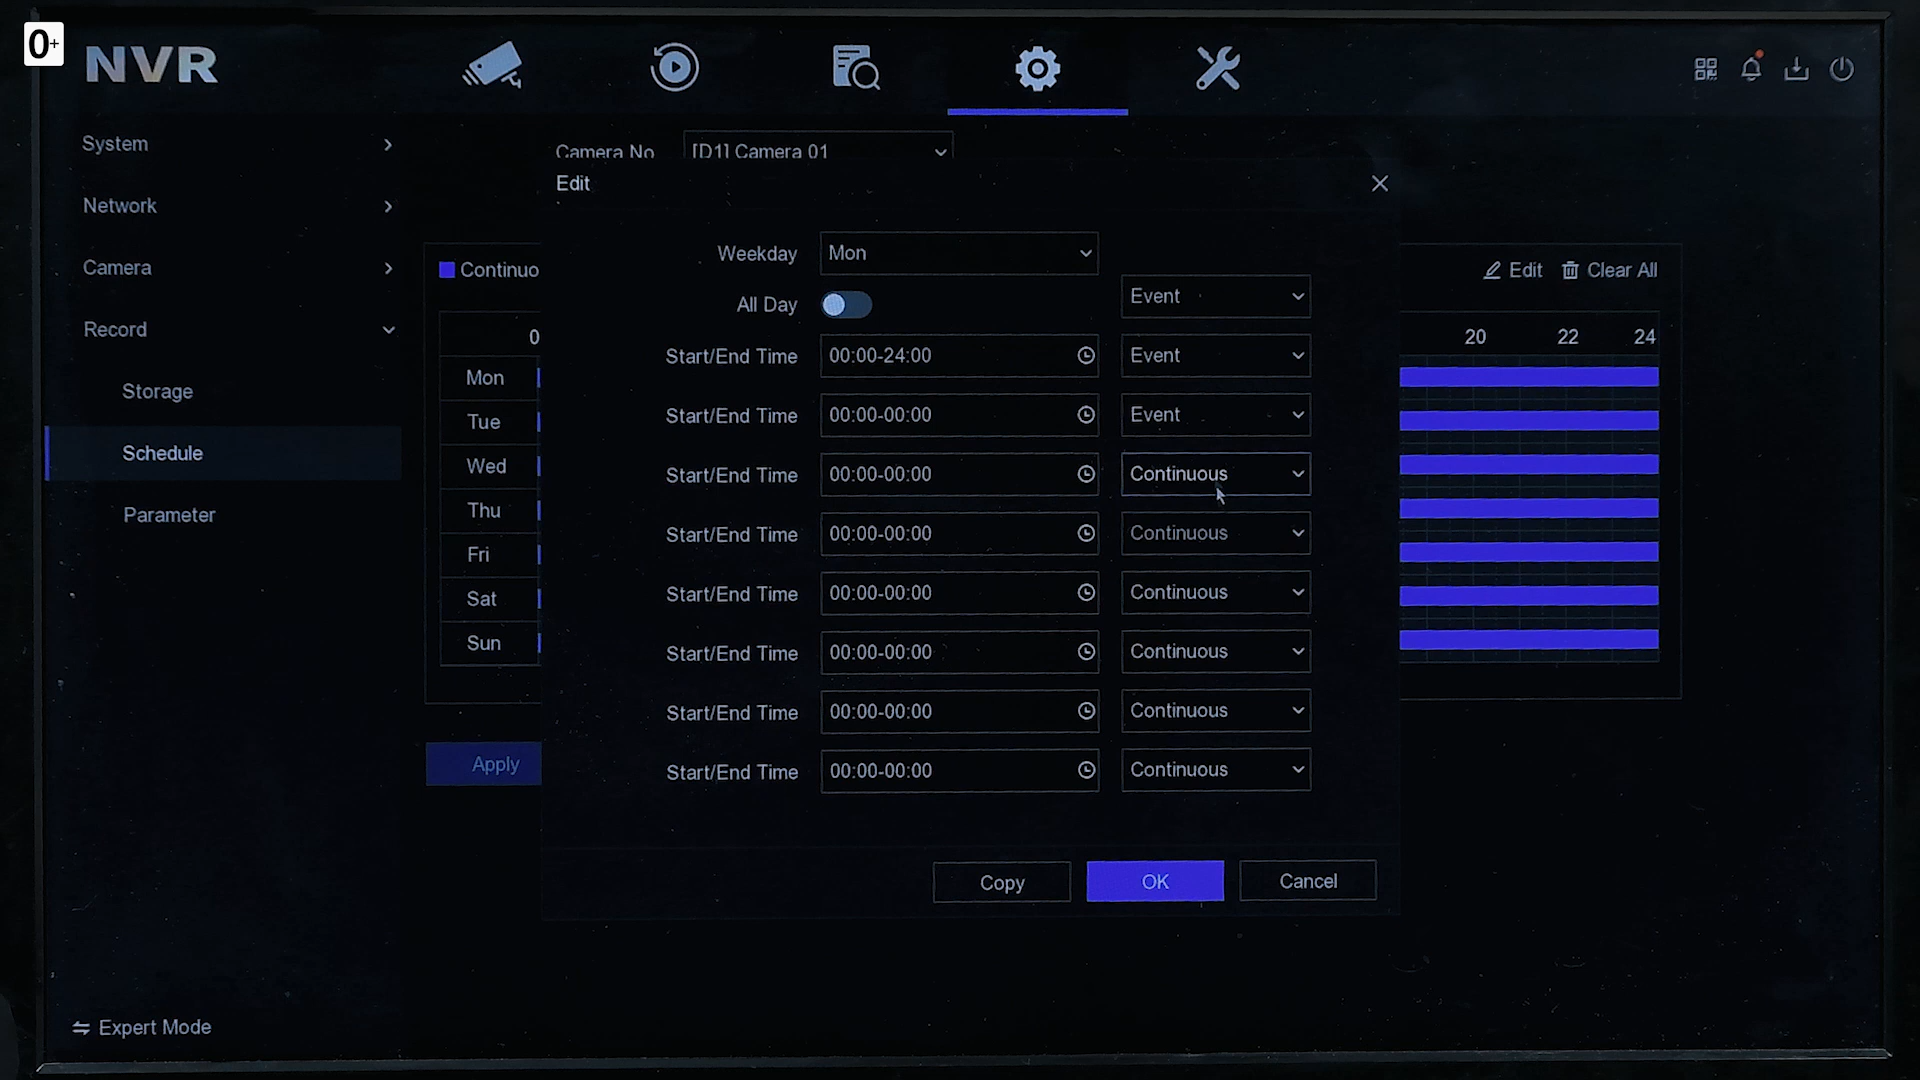 0+
NVR
System
Network
Camera
Record
Storage
Schedule
Parameter
Expert Mode
Camera No [D1] Camera 01
Edit
Continuo
Edit Clear All
0 20 22 24
Mon
Tue
Wed
Thu
Fri
Sat
Sun
Apply
Weekday Mon
All Day Event
Start/End Time 00:00-24:00 Event
Start/End Time 00:00-00:00 Event
Start/End Time 00:00-00:00 Continuous
Start/End Time 00:00-00:00 Continuous
Start/End Time 00:00-00:00 Continuous
Start/End Time 00:00-00:00 Continuous
Start/End Time 00:00-00:00 Continuous
Start/End Time 00:00-00:00 Continuous
Copy OK Cancel